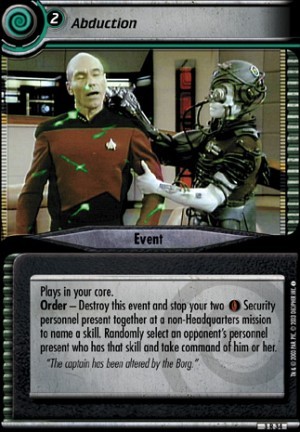 2 Abduction
Event
Plays in your core.
Order – Destroy this event and stop your two Security
personnel present together at a non-Headquarters mission
to name a skill. Randomly select an opponent's personnel
present who has that skill and take command of him or her.
"The captain has been altered by the Borg."